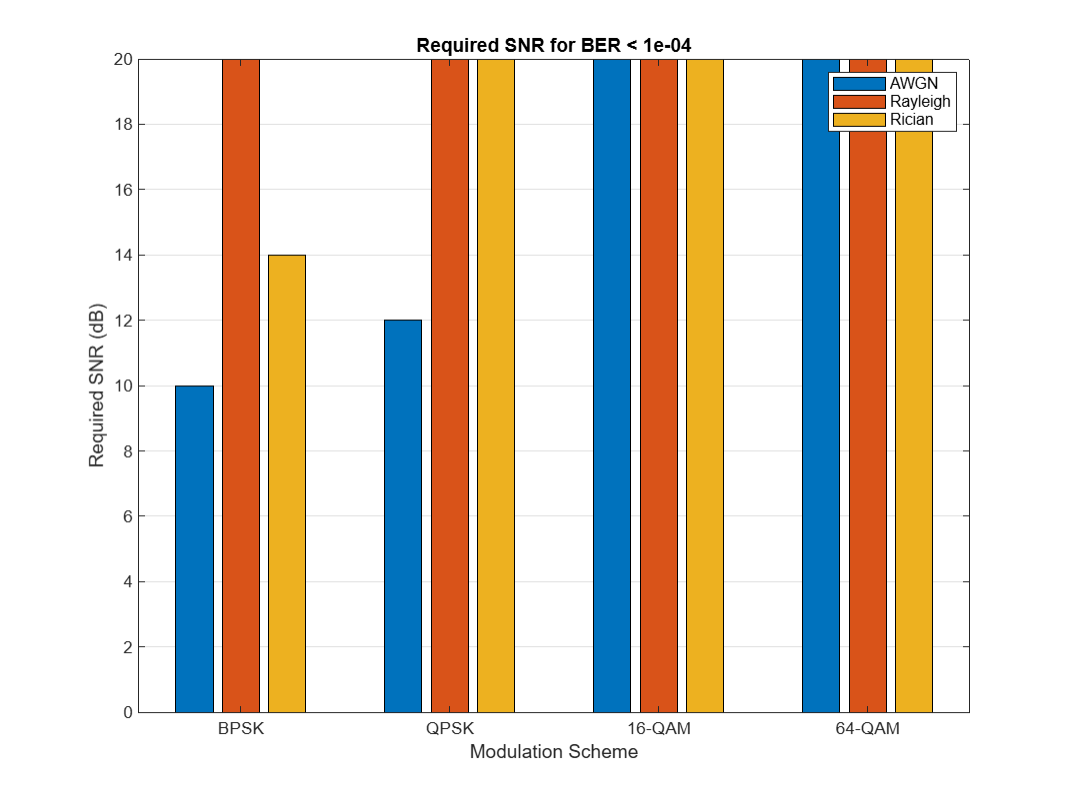 Required SNR for BER < 1e-04
AWGN
Rayleigh
Rician
Required SNR (dB)
20
18
16
14
12
10
8
6
4
2
0
BPSK QPSK 16-QAM 64-QAM
Modulation Scheme